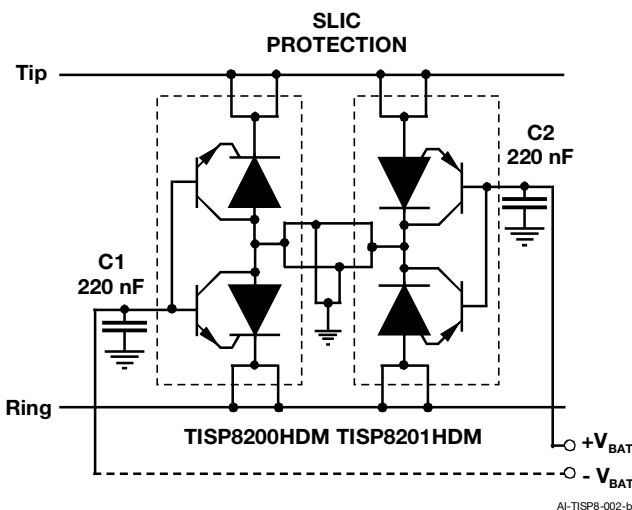 SLIC
PROTECTION
Tip
C2
220 nF
C1
220 nF
Ring
TISP8200HDM TISP8201HDM
+VBAT
- VBAT
AI-TISP8-002-b